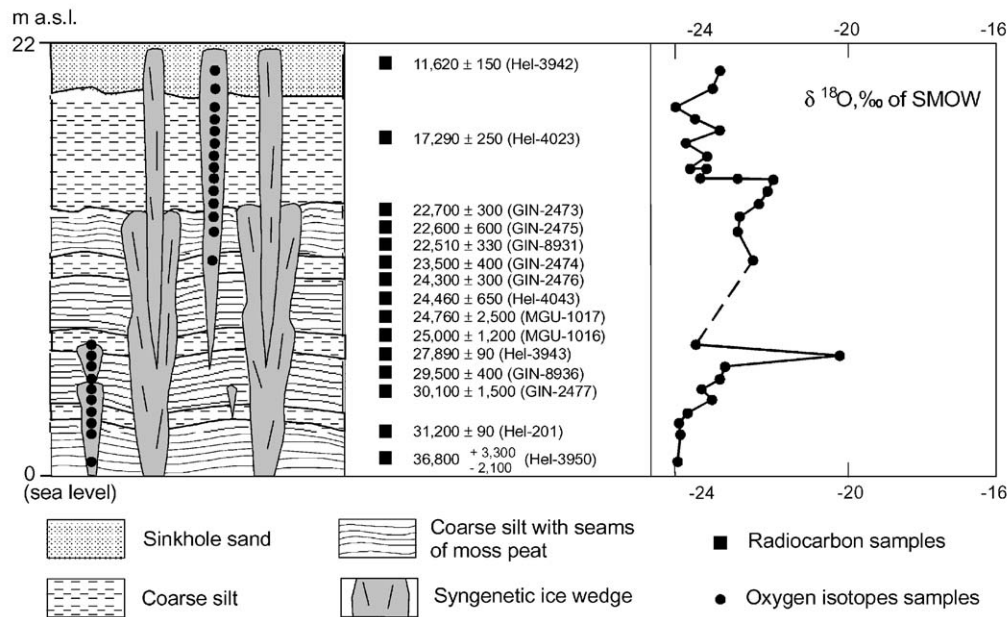 m a.s.l.
22
-24 -20 -16
δ ¹⁸O,‰ of SMOW
11,620 ± 150 (Hel-3942)
17,290 ± 250 (Hel-4023)
22,700 ± 300 (GIN-2473)
22,600 ± 600 (GIN-2475)
22,510 ± 330 (GIN-8931)
23,500 ± 400 (GIN-2474)
24,300 ± 300 (GIN-2476)
24,460 ± 650 (Hel-4043)
24,760 ± 2,500 (MGU-1017)
25,000 ± 1,200 (MGU-1016)
27,890 ± 90 (Hel-3943)
29,500 ± 400 (GIN-8936)
30,100 ± 1,500 (GIN-2477)
31,200 ± 90 (Hel-201)
36,800 + 3,300 - 2,100 (Hel-3950)
0
(sea level)
-24 -20 -16
Sinkhole sand
Coarse silt
Coarse silt with seams
of moss peat
Syngenetic ice wedge
Radiocarbon samples
Oxygen isotopes samples